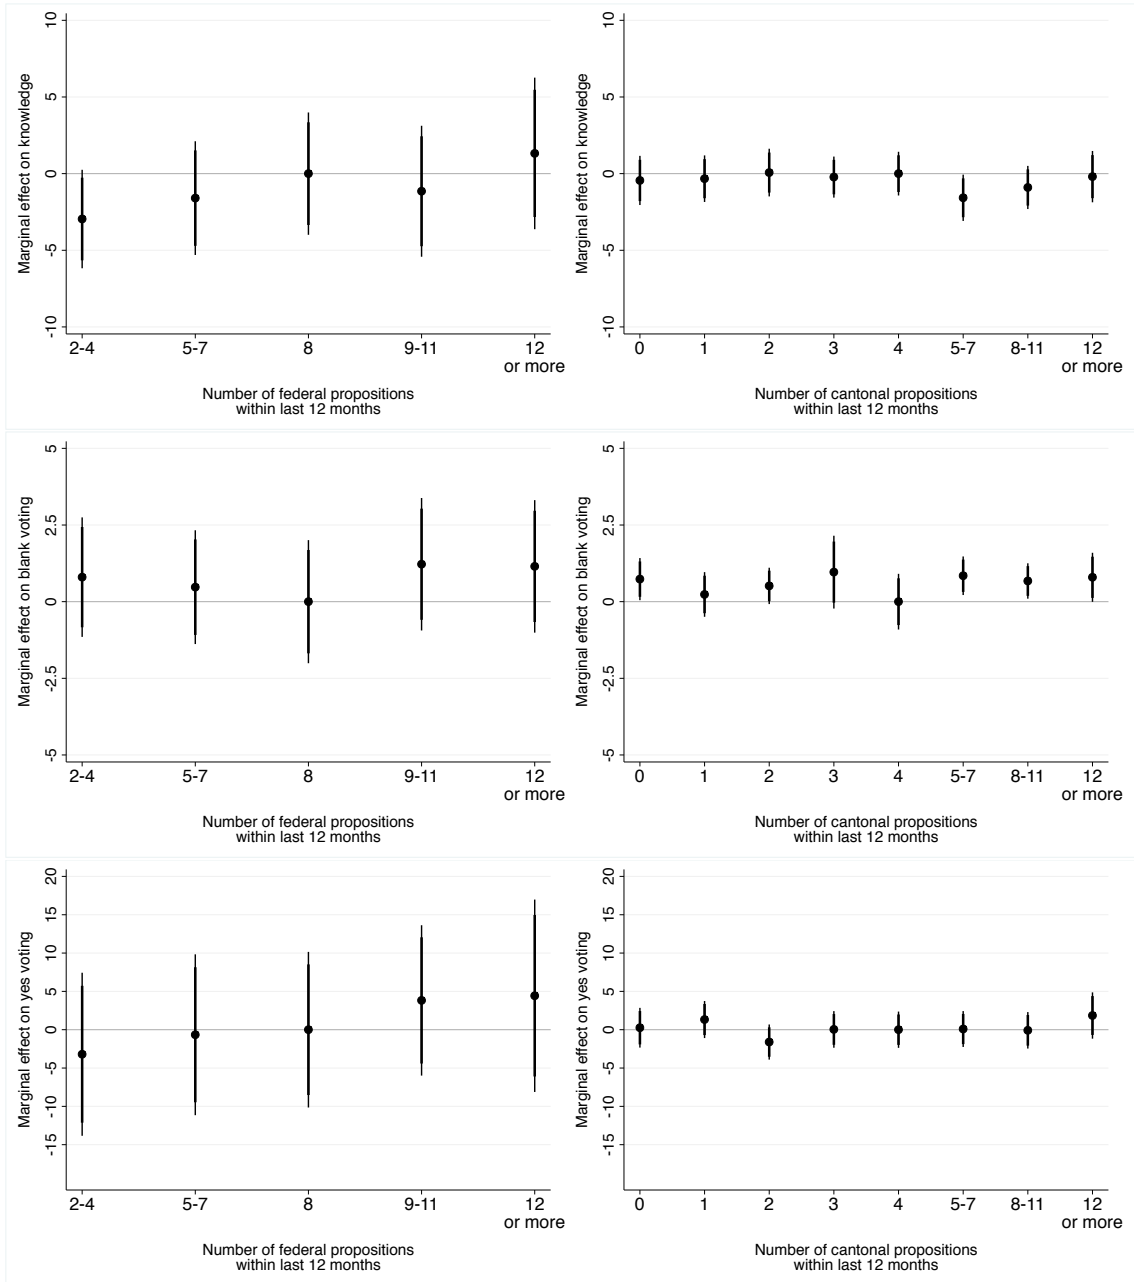 Marginal effect on knowledge
10
5
0
-5
-10
2-4 5-7 8 9-11 12
or more
Number of federal propositions
within last 12 months
Marginal effect on knowledge
10
5
0
-5
-10
0 1 2 3 4 5-7 8-11 12
or more
Number of cantonal propositions
within last 12 months
Marginal effect on blank voting
5
2.5
0
-2.5
-5
2-4 5-7 8 9-11 12
or more
Number of federal propositions
within last 12 months
Marginal effect on blank voting
5
2.5
0
-2.5
-5
0 1 2 3 4 5-7 8-11 12
or more
Number of cantonal propositions
within last 12 months
Marginal effect on yes voting
20
15
10
5
0
-5
-10
-15
2-4 5-7 8 9-11 12
or more
Number of federal propositions
within last 12 months
Marginal effect on yes voting
20
15
10
5
0
-5
-10
-15
0 1 2 3 4 5-7 8-11 12
or more
Number of cantonal propositions
within last 12 months